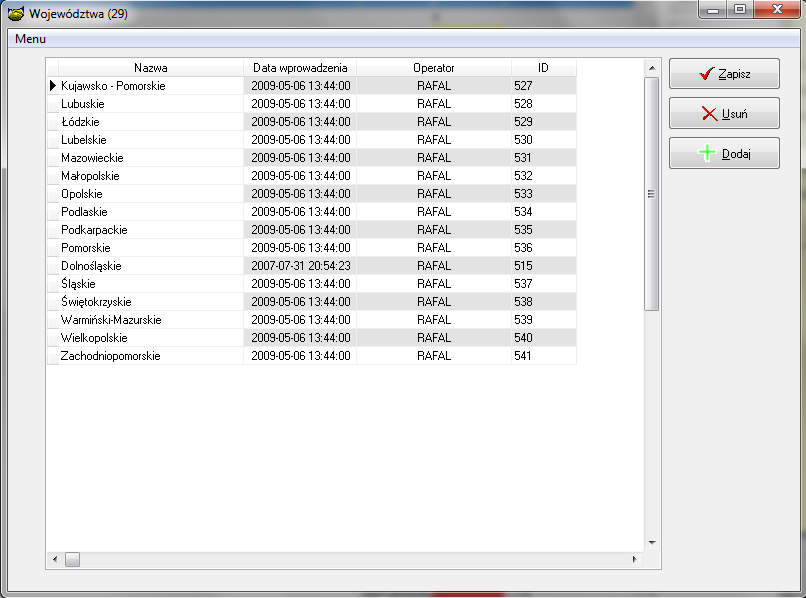 Województwa (29)
Menu
Nazwa Data wprowadzenia Operator ID
Kujawsko - Pomorskie 2009-05-06 13:44:00 RAFAL 527
Lubuskie 2009-05-06 13:44:00 RAFAL 528
Łódzkie 2009-05-06 13:44:00 RAFAL 529
Lubelskie 2009-05-06 13:44:00 RAFAL 530
Mazowieckie 2009-05-06 13:44:00 RAFAL 531
Małopolskie 2009-05-06 13:44:00 RAFAL 532
Opolskie 2009-05-06 13:44:00 RAFAL 533
Podlaskie 2009-05-06 13:44:00 RAFAL 534
Podkarpackie 2009-05-06 13:44:00 RAFAL 535
Pomorskie 2009-05-06 13:44:00 RAFAL 536
Dolnośląskie 2007-07-31 20:54:23 RAFAL 515
Śląskie 2009-05-06 13:44:00 RAFAL 537
Świętokrzyskie 2009-05-06 13:44:00 RAFAL 538
Warmiński-Mazurskie 2009-05-06 13:44:00 RAFAL 539
Wielkopolskie 2009-05-06 13:44:00 RAFAL 540
Zachodniopomorskie 2009-05-06 13:44:00 RAFAL 541
Zapisz
Usuń
Dodaj